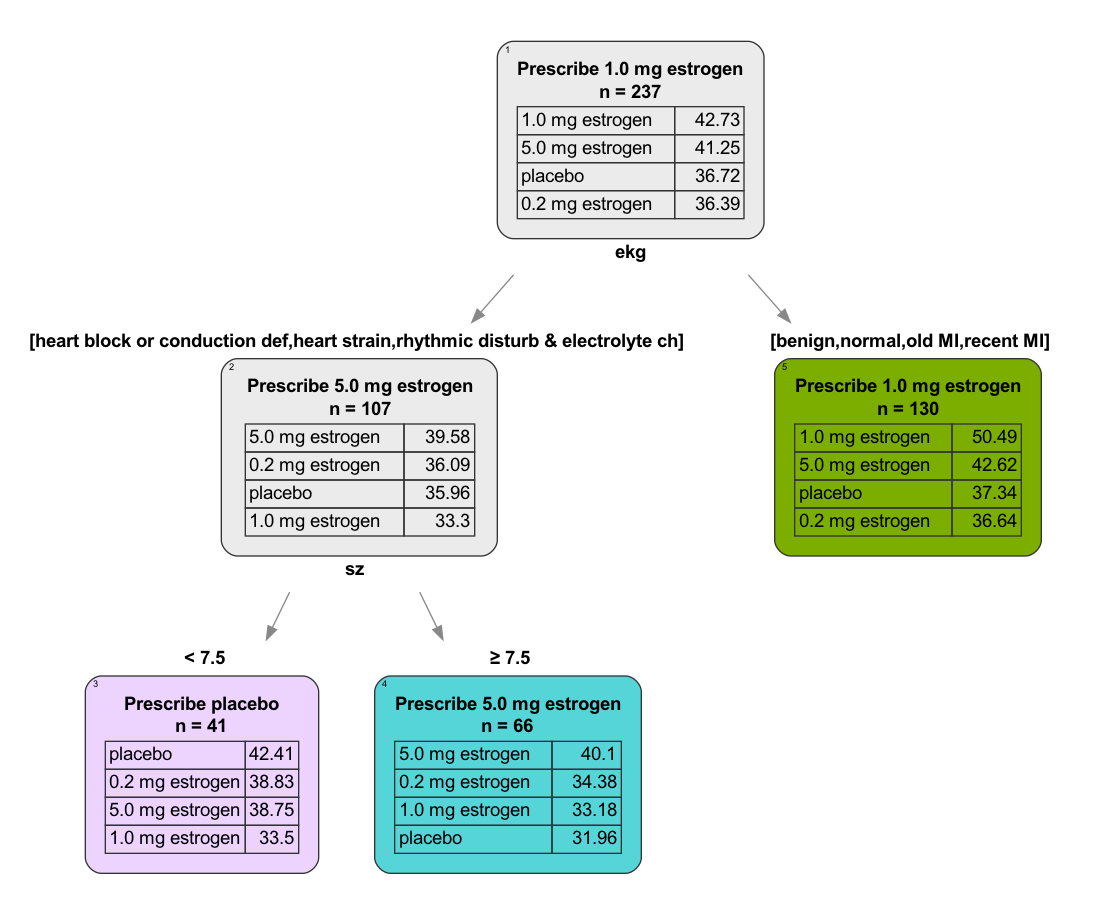 1
Prescribe 1.0 mg estrogen
n = 237
1.0 mg estrogen 42.73
5.0 mg estrogen 41.25
placebo 36.72
0.2 mg estrogen 36.39
ekg
[heart block or conduction def,heart strain,rhythmic disturb & electrolyte ch]
[benign,normal,old MI,recent MI]
2
Prescribe 5.0 mg estrogen
n = 107
5.0 mg estrogen 39.58
0.2 mg estrogen 36.09
placebo 35.96
1.0 mg estrogen 33.3
sz
5
Prescribe 1.0 mg estrogen
n = 130
1.0 mg estrogen 50.49
5.0 mg estrogen 42.62
placebo 37.34
0.2 mg estrogen 36.64
< 7.5
≥ 7.5
3
Prescribe placebo
n = 41
placebo 42.41
0.2 mg estrogen 38.83
5.0 mg estrogen 38.75
1.0 mg estrogen 33.5
4
Prescribe 5.0 mg estrogen
n = 66
5.0 mg estrogen 40.1
0.2 mg estrogen 34.38
1.0 mg estrogen 33.18
placebo 31.96